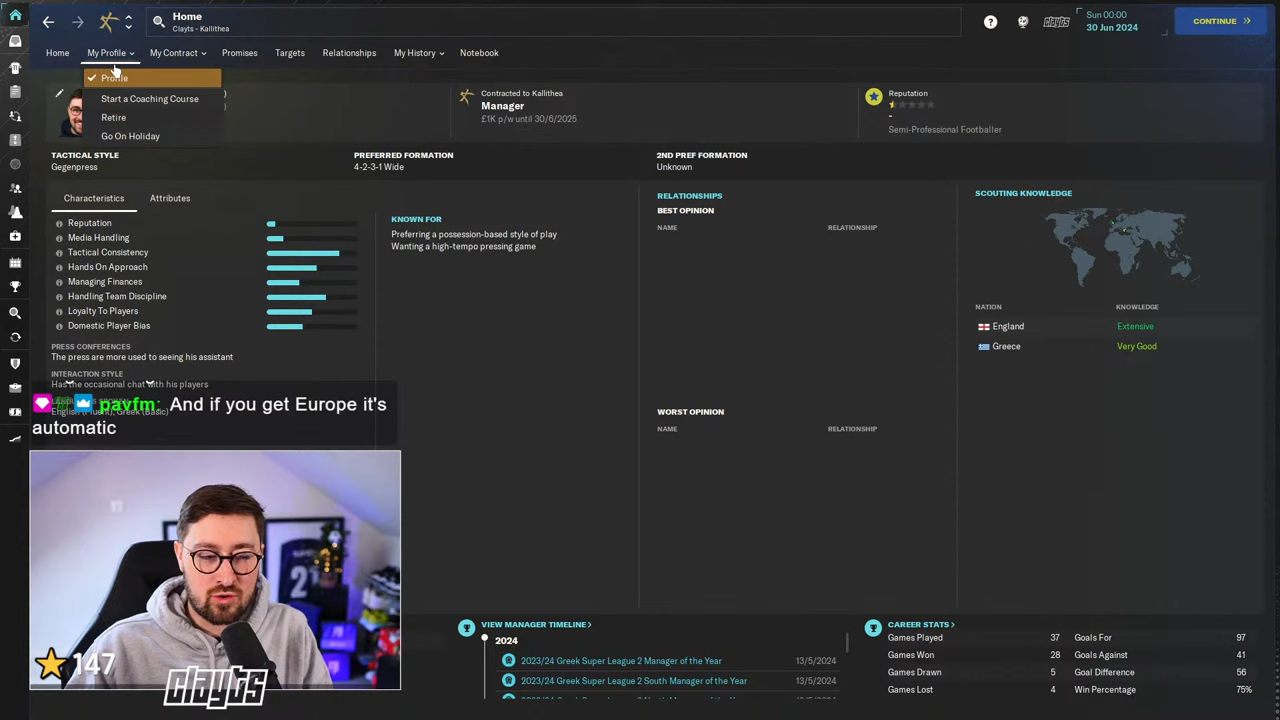 Home
Clayts - Kallithea
CLAYTS
Sun 00:00
30 Jun 2024
CONTINUE
Home
My Profile
My Contract
Promises
Targets
Relationships
My History
Notebook
Profile
Start a Coaching Course
Retire
Go On Holiday
Contracted to Kallithea
Manager
£1K p/w until 30/6/2025
Reputation
-
Semi-Professional Footballer
TACTICAL STYLE
Gegenpress
PREFERRED FORMATION
4-2-3-1 Wide
2ND PREF FORMATION
Unknown
Characteristics
Attributes
Reputation
Media Handling
Tactical Consistency
Hands On Approach
Managing Finances
Handling Team Discipline
Loyalty To Players
Domestic Player Bias
PRESS CONFERENCES
The press are more used to seeing his assistant
INTERACTION STYLE
Has the occasional chat with his players
English (Fluent), Greek (Basic)
KNOWN FOR
Preferring a possession-based style of play
Wanting a high-tempo pressing game
RELATIONSHIPS
BEST OPINION
NAME
RELATIONSHIP
WORST OPINION
NAME
RELATIONSHIP
SCOUTING KNOWLEDGE
NATION
KNOWLEDGE
England
Extensive
Greece
Very Good
pavfm: And if you get Europe it's
automatic
147
clayts
VIEW MANAGER TIMELINE >
2024
2023/24 Greek Super League 2 Manager of the Year
13/5/2024
2023/24 Greek Super League 2 South Manager of the Year
13/5/2024
CAREER STATS >
Games Played 37
Goals For 97
Games Won 28
Goals Against 41
Games Drawn 5
Goal Difference 56
Games Lost 4
Win Percentage 75%